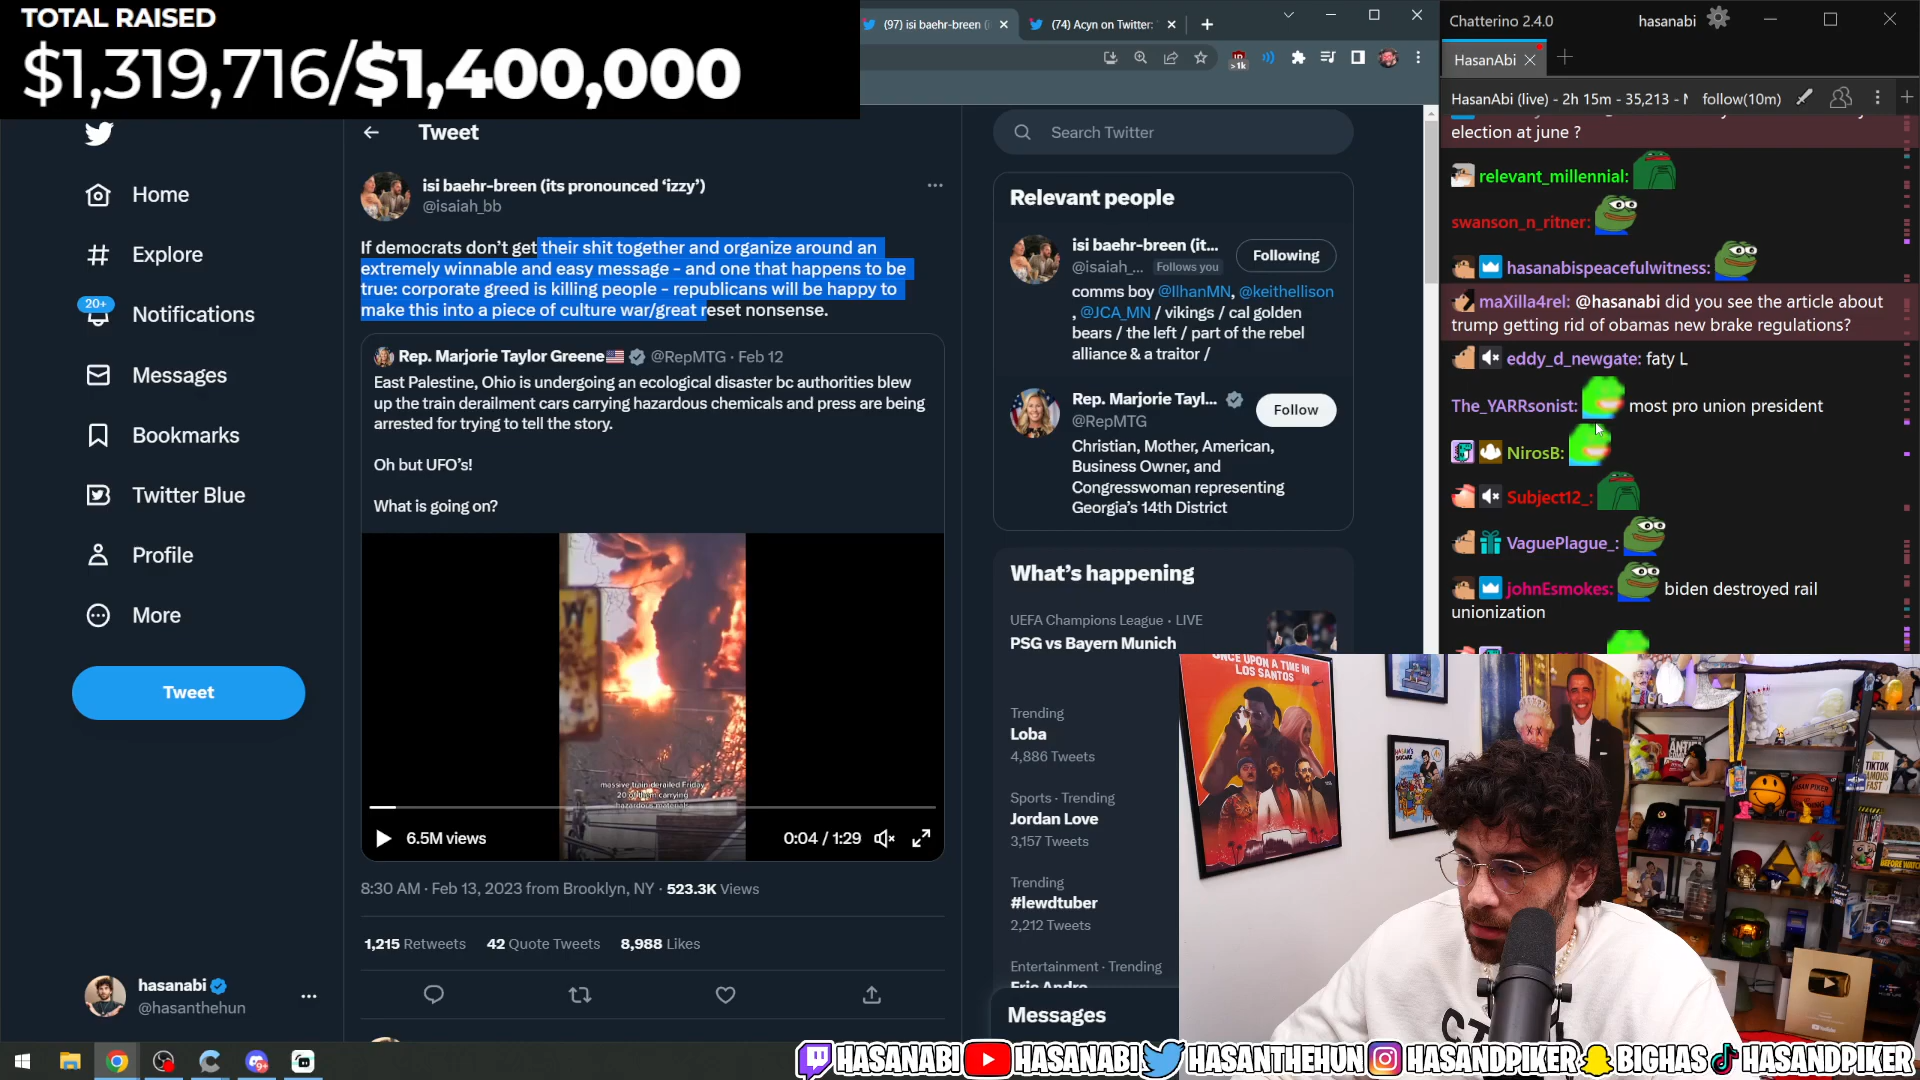 TOTAL RAISED
$1,319,716/$1,400,000
(97) isi baehr-breen (i
(74) Acyn on Twitter:
>1k
Chatterino 2.4.0
hasanabi
HasanAbi
HasanAbi (live) - 2h 15m - 35,213 -
follow(10m)
Home
Explore
20+
Notifications
Messages
Bookmarks
Twitter Blue
Profile
More
Tweet
hasanabi
@hasanthehun
Tweet
isi baehr-breen (its pronounced ‘izzy’)
@isaiah_bb
If democrats don’t get their shit together and organize around an
extremely winnable and easy message - and one that happens to be
true: corporate greed is killing people - republicans will be happy to
make this into a piece of culture war/great reset nonsense.
Rep. Marjorie Taylor Greene @RepMTG · Feb 12
East Palestine, Ohio is undergoing an ecological disaster bc authorities blew
up the train derailment cars carrying hazardous chemicals and press are being
arrested for trying to tell the story.
Oh but UFO’s!
What is going on?
massive train derailed Friday
20 of them carrying
hazardous materials
6.5M views
0:04 / 1:29
8:30 AM · Feb 13, 2023 from Brooklyn, NY · 523.3K Views
1,215 Retweets 42 Quote Tweets 8,988 Likes
Search Twitter
Relevant people
isi baehr-breen (it...
@isaiah_... Follows you
Following
comms boy @IlhanMN, @keithellison
, @JCA_MN / vikings / cal golden
bears / the left / part of the rebel
alliance & a traitor /
Rep. Marjorie Tayl...
@RepMTG
Follow
Christian, Mother, American,
Business Owner, and
Congresswoman representing
Georgia’s 14th District
What’s happening
UEFA Champions League · LIVE
PSG vs Bayern Munich
Trending
Loba
4,886 Tweets
Sports · Trending
Jordan Love
3,157 Tweets
Trending
#lewdtuber
2,212 Tweets
Entertainment · Trending
Eric Andre
Messages
election at june ?
relevant_millennial:
swanson_n_ritner:
hasanabispeacefulwitness:
maXilla4rel: @hasanabi did you see the article about
trump getting rid of obamas new brake regulations?
eddy_d_newgate: faty L
The_YARRsonist: most pro union president
NirosB:
Subject12_:
VaguePlague_:
johnEsmokes: biden destroyed rail
unionization
ONCE UPON A TIME IN
LOS SANTOS
HASANABI HASANABI HASANTHEHUN HASANDPIKER BIGHAS HASANDPIKER